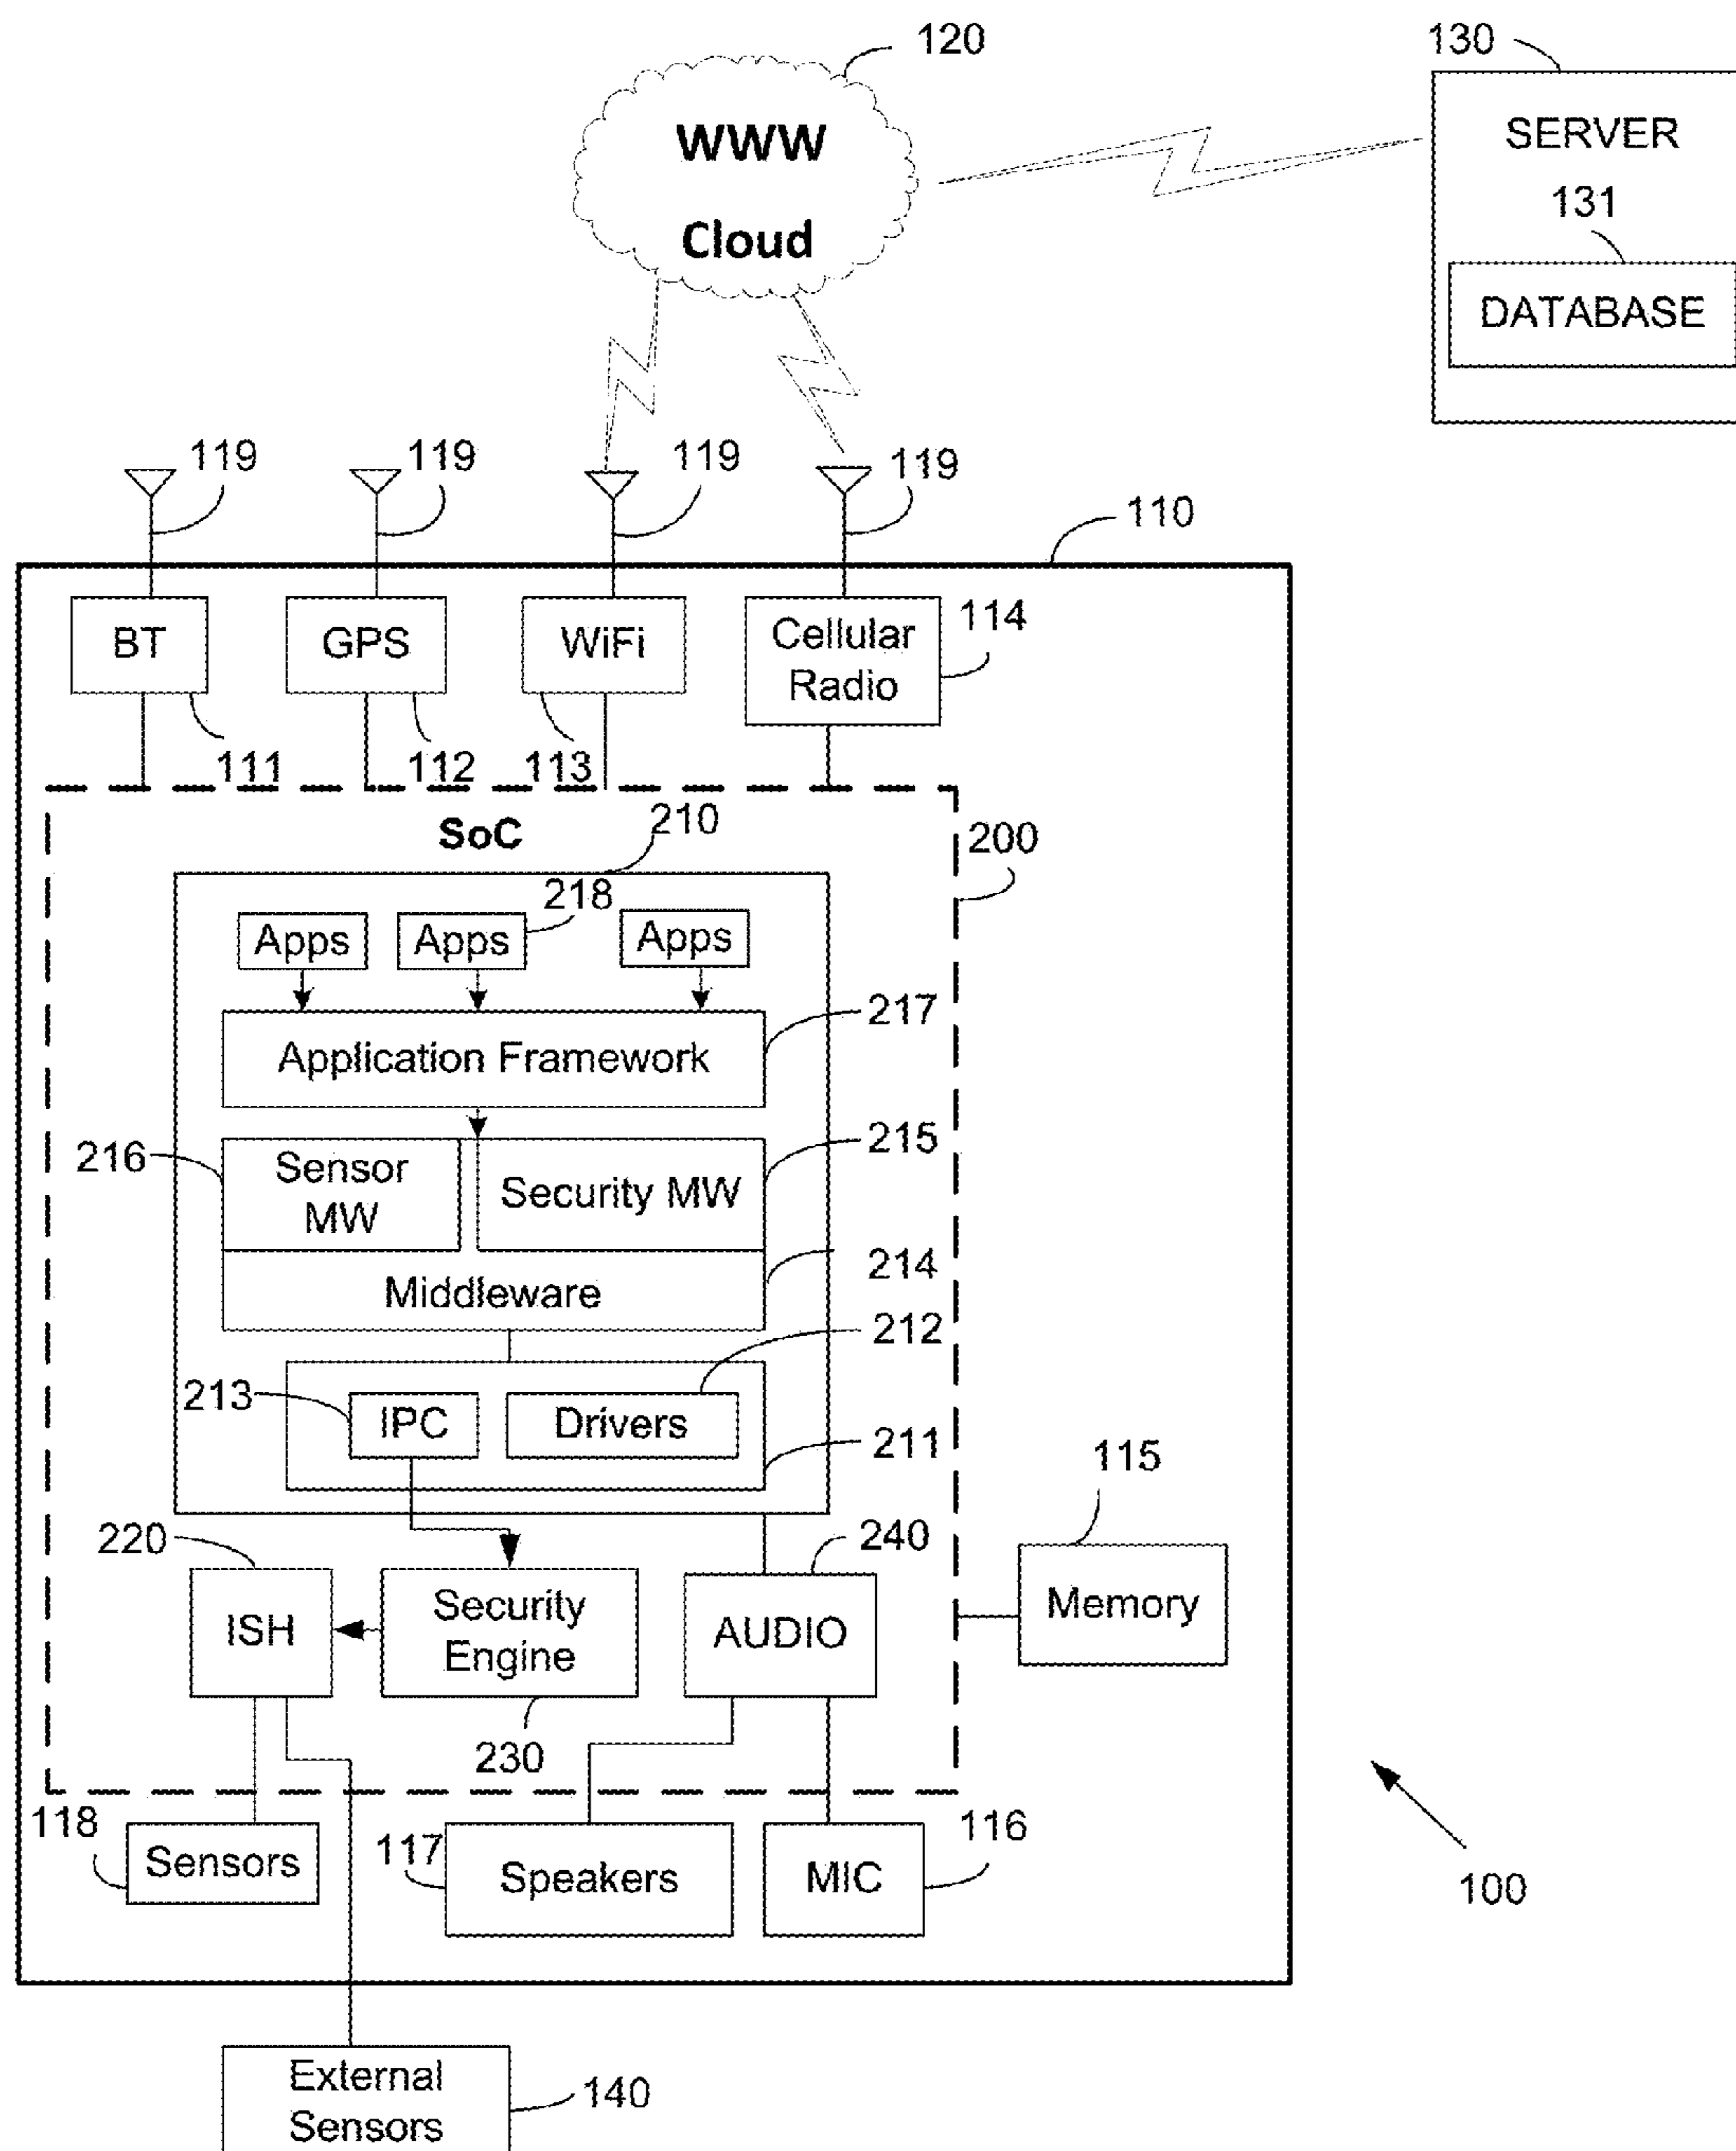 120
130
WWW
Cloud
SERVER
131
DATABASE
119
119
119
119
110
BT
GPS
WiFi
Cellular
Radio
114
111
112
113
SoC
210
200
218
Apps
Apps
Apps
217
Application Framework
216
Sensor
MW
Security MW
215
Middleware
214
212
213
IPC
Drivers
211
115
220
240
ISH
Security
Engine
AUDIO
Memory
230
118
Sensors
117
Speakers
MIC
116
100
External
Sensors
140